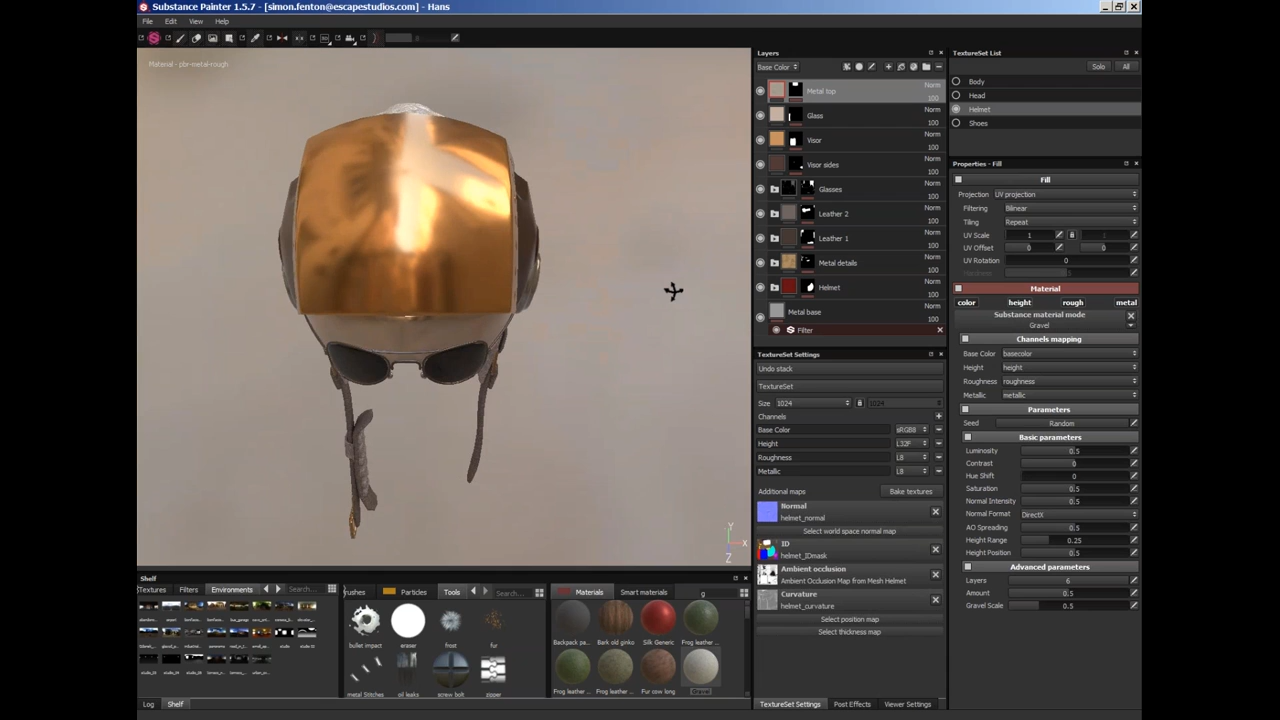 Substance Painter 1.5.7 - [simon.fenton@escapestudios.com] - Hans
File Edit View Help
Material - pbr-metal-rough
Layers
Base Color
Metal top Norm 100
Glass Norm 100
Visor Norm 100
Visor sides Norm 100
Glasses Norm 100
Leather 2 Norm 100
Leather 1 Norm 100
Metal details Norm 100
Helmet Norm 100
Metal base Norm 100
Filter
TextureSet Settings
Undo stack
TextureSet
Size 1024 1024
Channels
Base Color sRGB8
Height L32F
Roughness L8
Metallic L8
Additional maps Bake textures
Normal
helmet_normal
Select world space normal map
ID
helmet_IDmask
Ambient occlusion
Ambient Occlusion Map from Mesh Helmet
Curvature
helmet_curvature
Select position map
Select thickness map
TextureSet Settings Post Effects Viewer Settings
TextureSet List
Solo All
Body
Head
Helmet
Shoes
Properties - Fill
Fill
Projection UV projection
Filtering Bilinear
Tiling Repeat
UV Scale 1
UV Offset 0 0
UV Rotation 0
Material
color height rough metal
Substance material mode
Gravel
Channels mapping
Base Color basecolor
Height height
Roughness roughness
Metallic metallic
Parameters
Seed Random
Basic parameters
Luminosity 0.5
Contrast 0
Hue Shift 0
Saturation 0.5
Normal Intensity 0.5
Normal Format DirectX
AO Spreading 0.5
Height Range 0.25
Height Position 0.5
Advanced parameters
Layers 6
Amount 0.5
Gravel Scale 0.5
Y
X
Z
Shelf
Textures Filters Environments Search...
rushes Particles Tools Search...
bullet impact eraser frost fur
metal Stitches oil leaks screw bolt zipper
Materials Smart materials g
Backpack pa... Bark old ginko Silk Generic Frog leather ...
Frog leather ... Frog leather ... Fur cow long Gravel
Log Shelf